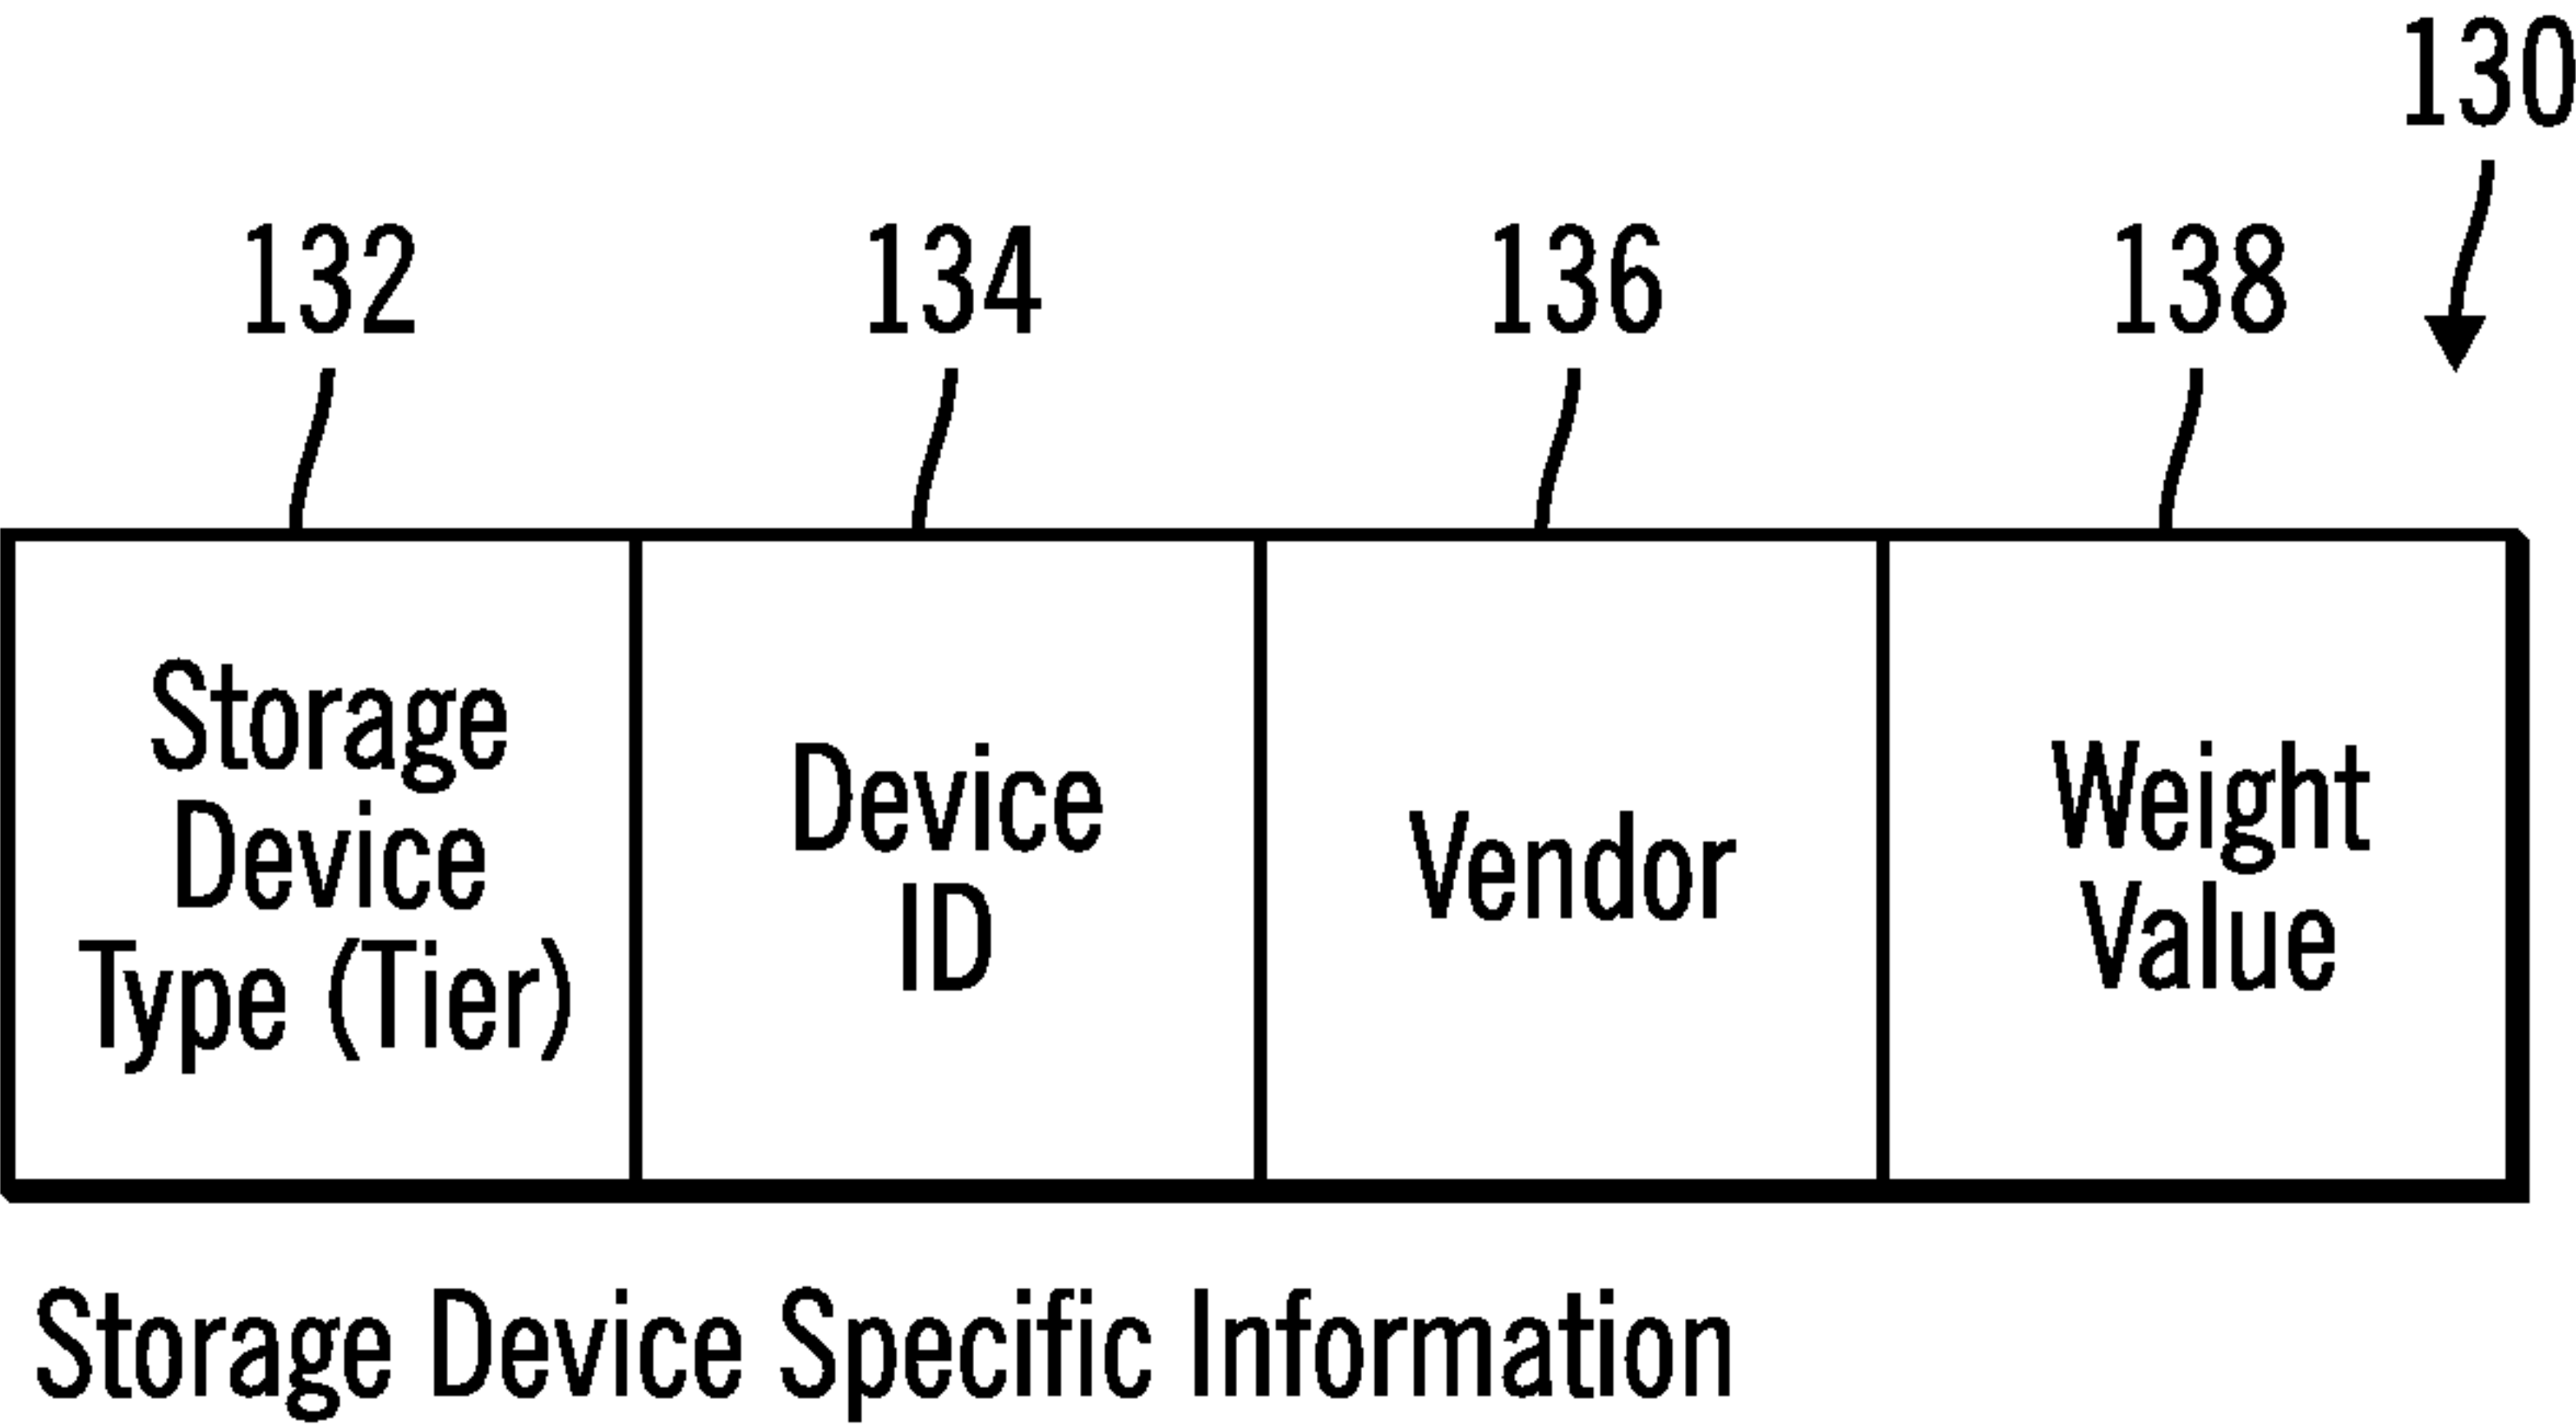 130
132
134
136
138
Storage
Device
Type (Tier)
Device
ID
Vendor
Weight
Value
Storage Device Specific Information